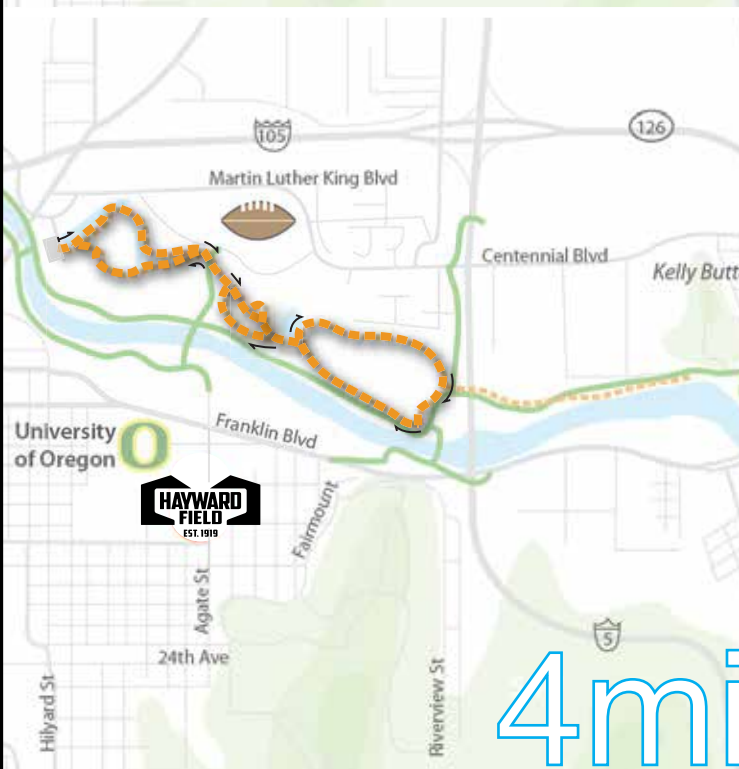 105
126
Martin Luther King Blvd
Centennial Blvd
Kelly Butt
Franklin Blvd
University
of Oregon
O
HAYWARD
FIELD
EST. 1919
Fairmount
Agate St
24th Ave
Hilyard St
Riverview St
5
4mi